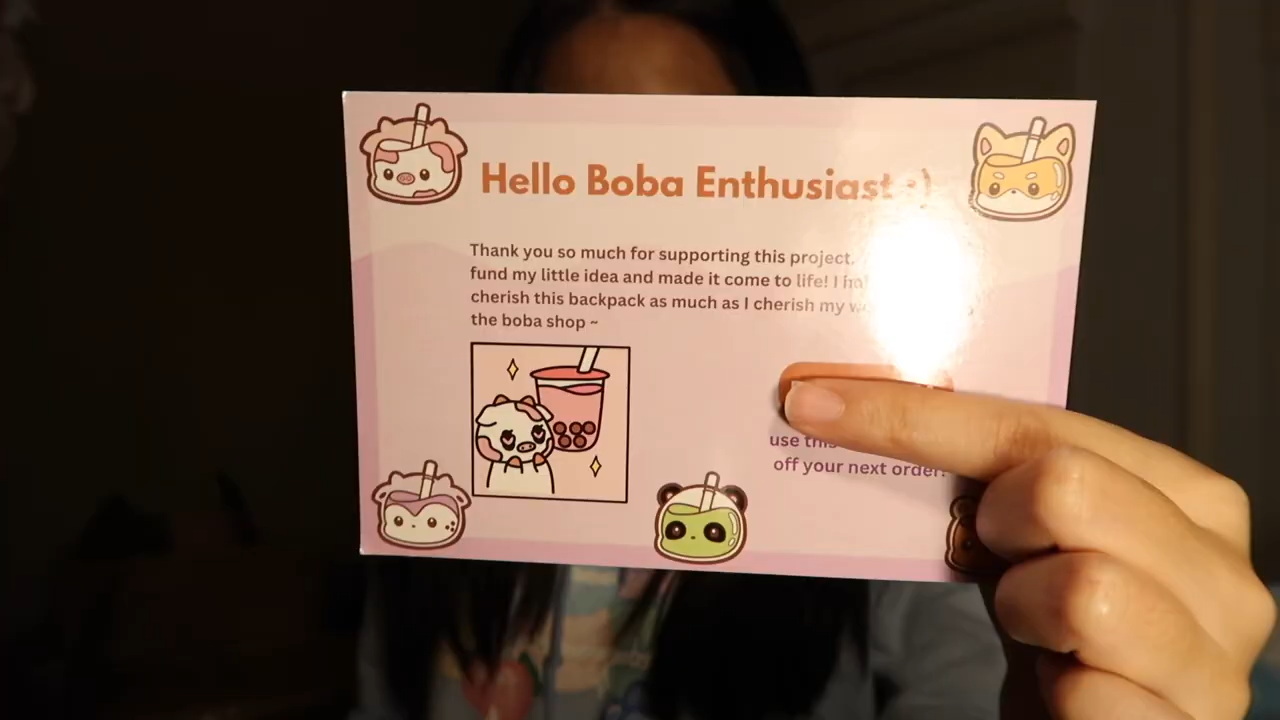 Hello Boba Enthusiast :)
Thank you so much for supporting this project.
fund my little idea and made it come to life! I
cherish this backpack as much as I cherish my
the boba shop ~
use this
off your next order!